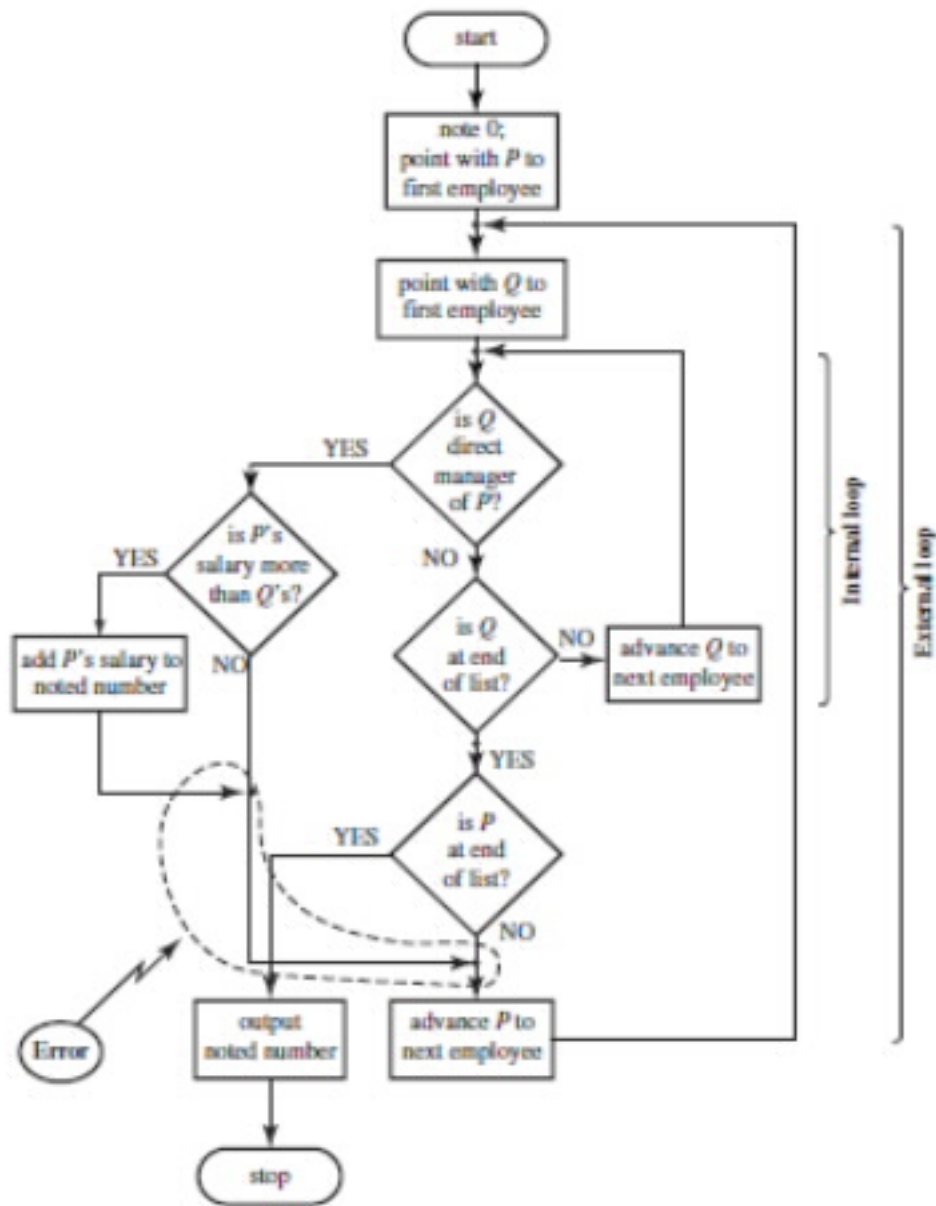 start
note 0;
point with P to
first employee
point with Q to
first employee
is Q
direct
manager
of P?
YES
NO
is P's
salary more
than Q's?
YES
NO
add P's salary to
noted number
is Q
at end
of list?
NO
advance Q to
next employee
YES
is P
at end
of list?
YES
NO
output
noted number
advance P to
next employee
stop
Error
Internal loop
External loop